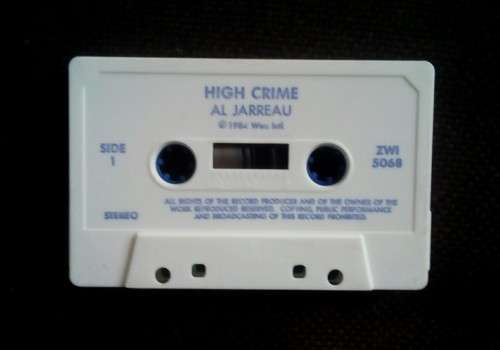 HIGH CRIME
AL JARREAU
℗1984 Wea Intl.
SIDE
1
ZWI
5068
ALL RIGHTS OF THE RECORD PRODUCER AND OF THE OWNER OF THE
WORK REPRODUCED RESERVED. COPYING, PUBLIC PERFORMANCE
AND BROADCASTING OF THIS RECORD PROHIBITED.
STEREO